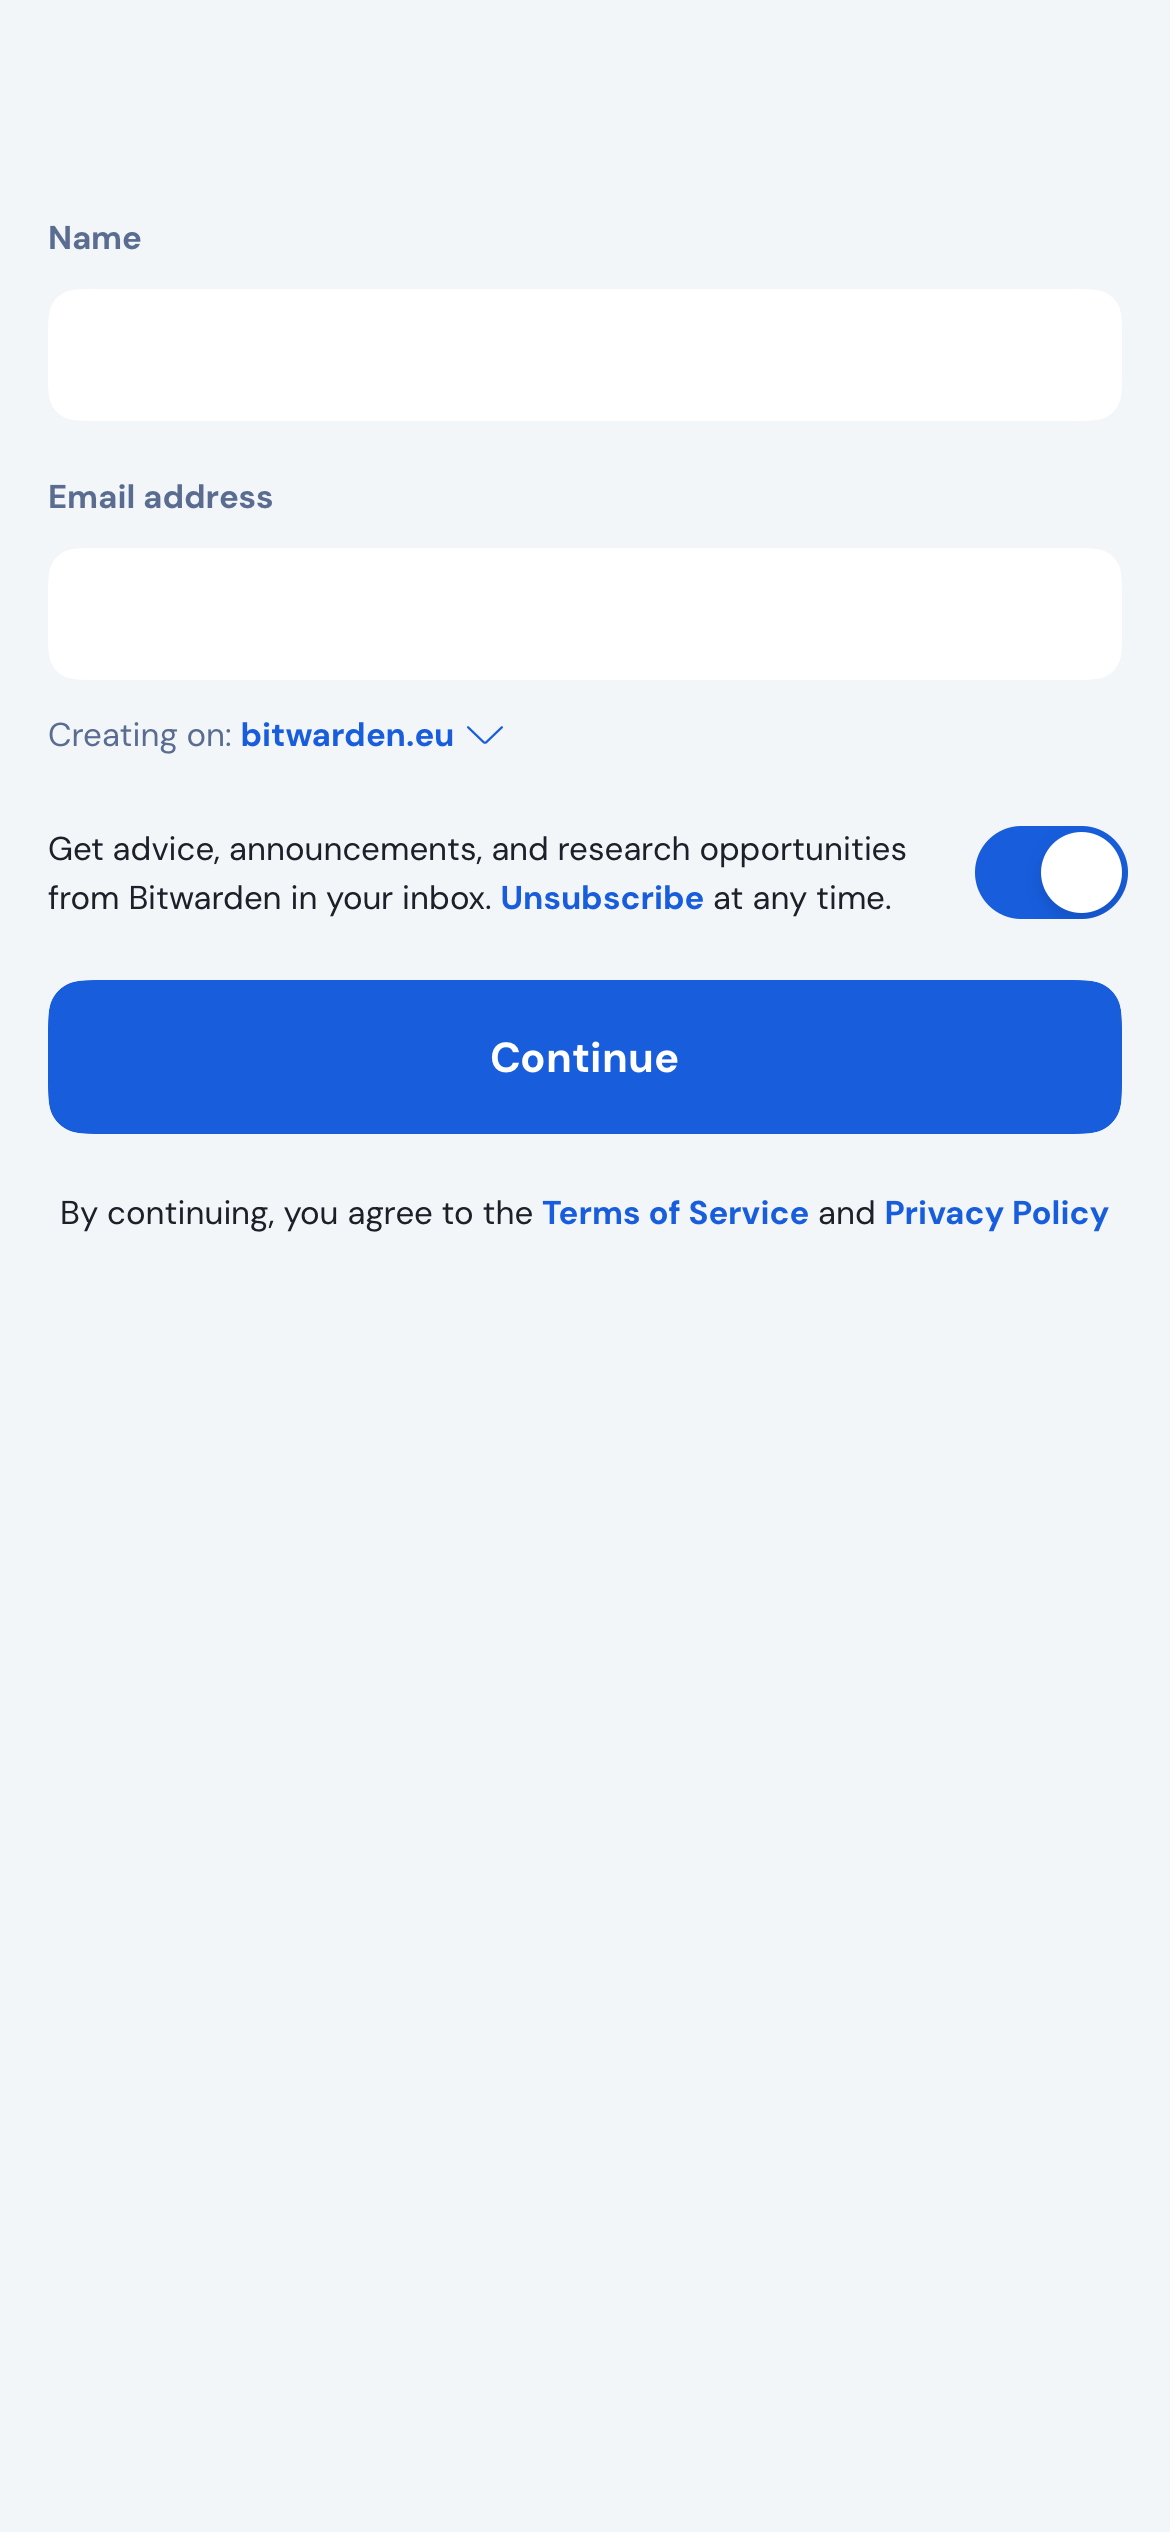 Name
Email address
Creating on: bitwarden.eu
Get advice, announcements, and research opportunities
from Bitwarden in your inbox. Unsubscribe at any time.
Continue
By continuing, you agree to the Terms of Service and Privacy Policy